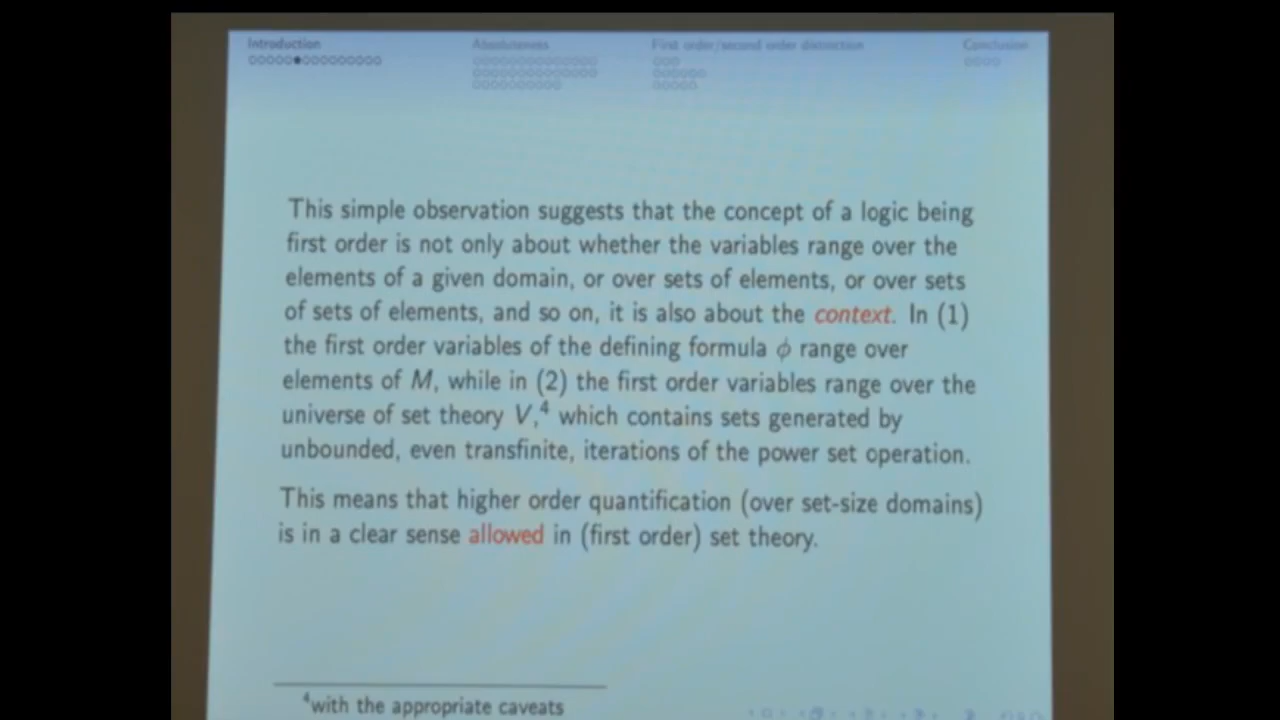 Introduction
Absoluteness
First order/second order distinction
Conclusion
This simple observation suggests that the concept of a logic being
first order is not only about whether the variables range over the
elements of a given domain, or over sets of elements, or over sets
of sets of elements, and so on, it is also about the context. In (1)
the first order variables of the defining formula ϕ range over
elements of M, while in (2) the first order variables range over the
universe of set theory V,⁴ which contains sets generated by
unbounded, even transfinite, iterations of the power set operation.
This means that higher order quantification (over set-size domains)
is in a clear sense allowed in (first order) set theory.
⁴with the appropriate caveats